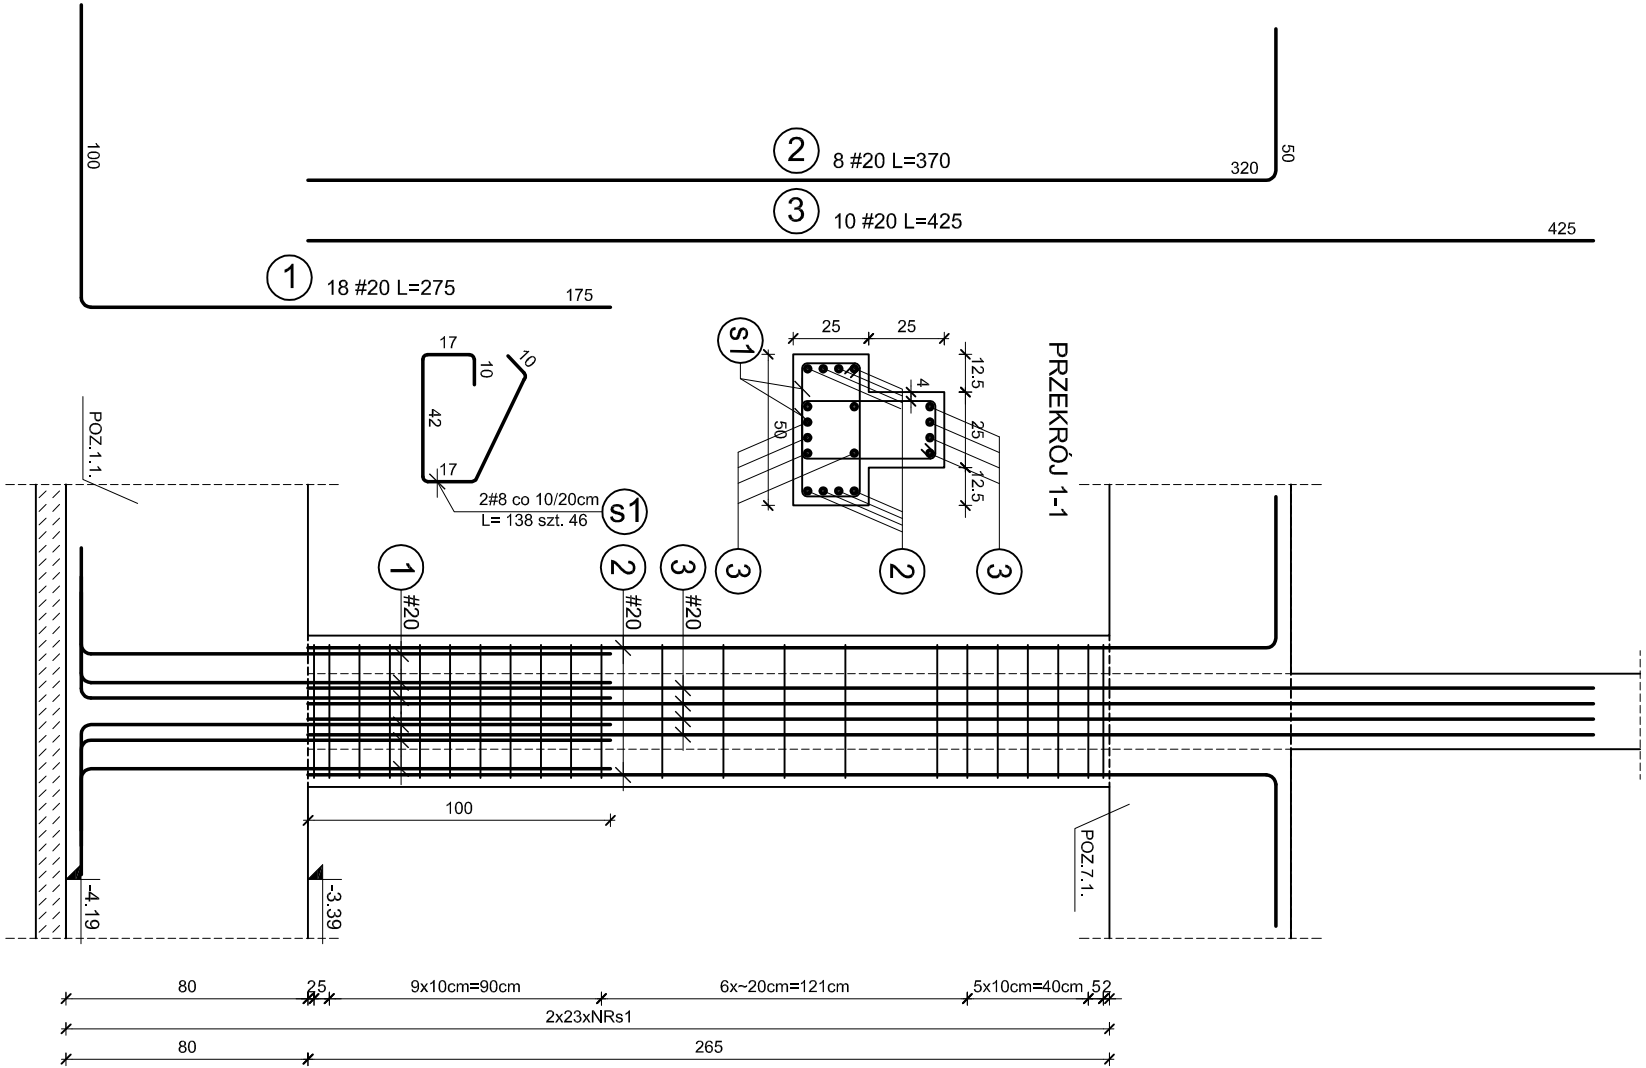 100
2
8 #20 L=370
320
50
3
10 #20 L=425
425
1
18 #20 L=275
175
17
10
10
42
17
2#8 co 10/20cm
L= 138 szt. 46
s1
s1
25
25
12.5
4
25
12.5
50
PRZEKRÓJ 1-1
3
2
3
POZ.1.1.
1
#20
2
#20
3
#20
100
POZ.7.1.
-4.19
-3.39
80
25
9x10cm=90cm
6x~20cm=121cm
5x10cm=40cm
52
2x23xNRs1
80
265